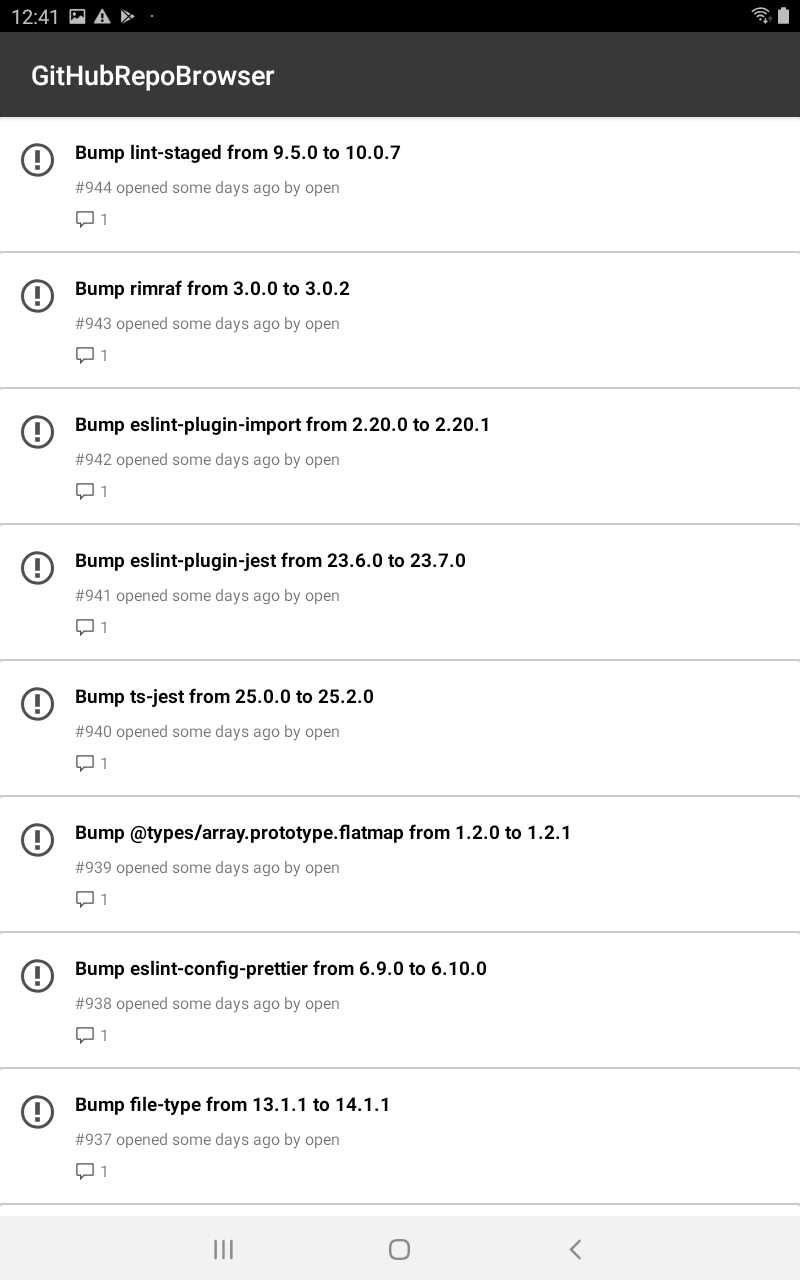 12:41
GitHubRepoBrowser
Bump lint-staged from 9.5.0 to 10.0.7
#944 opened some days ago by open
1
Bump rimraf from 3.0.0 to 3.0.2
#943 opened some days ago by open
1
Bump eslint-plugin-import from 2.20.0 to 2.20.1
#942 opened some days ago by open
1
Bump eslint-plugin-jest from 23.6.0 to 23.7.0
#941 opened some days ago by open
1
Bump ts-jest from 25.0.0 to 25.2.0
#940 opened some days ago by open
1
Bump @types/array.prototype.flatmap from 1.2.0 to 1.2.1
#939 opened some days ago by open
1
Bump eslint-config-prettier from 6.9.0 to 6.10.0
#938 opened some days ago by open
1
Bump file-type from 13.1.1 to 14.1.1
#937 opened some days ago by open
1